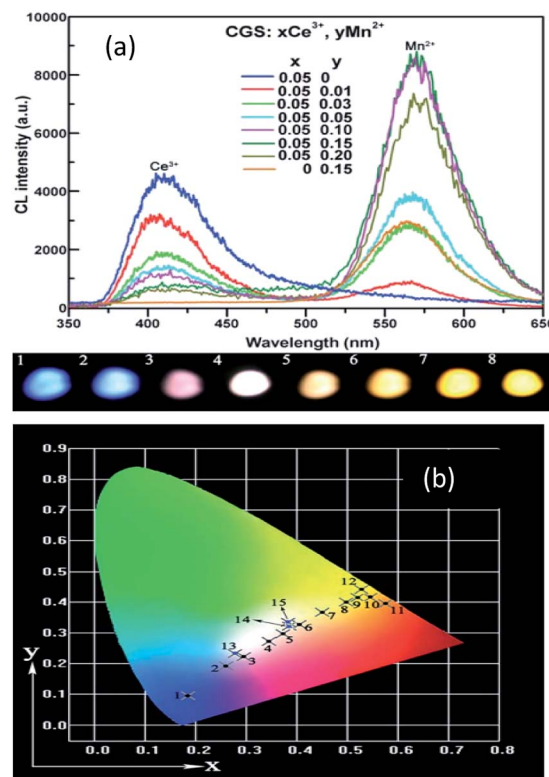 (a)
CGS: xCe³⁺, yMn²⁺
x y
0.05 0
0.05 0.01
0.05 0.03
0.05 0.05
0.05 0.10
0.05 0.15
0.05 0.20
0 0.15
Ce³⁺
Mn²⁺
10000
8000
6000
4000
2000
0
CL intensity (a.u.)
350 400 450 500 550 600 650
Wavelength (nm)
1 2 3 4 5 6 7 8
(b)
0.9
0.8
0.7
0.6
0.5
0.4
0.3
0.2
0.1
0.0
y
12
15
14
8 9 10 11
7
6
5
4
13
2 3
1
0.0 0.1 0.2 0.3 0.4 0.5 0.6 0.7 0.8
x